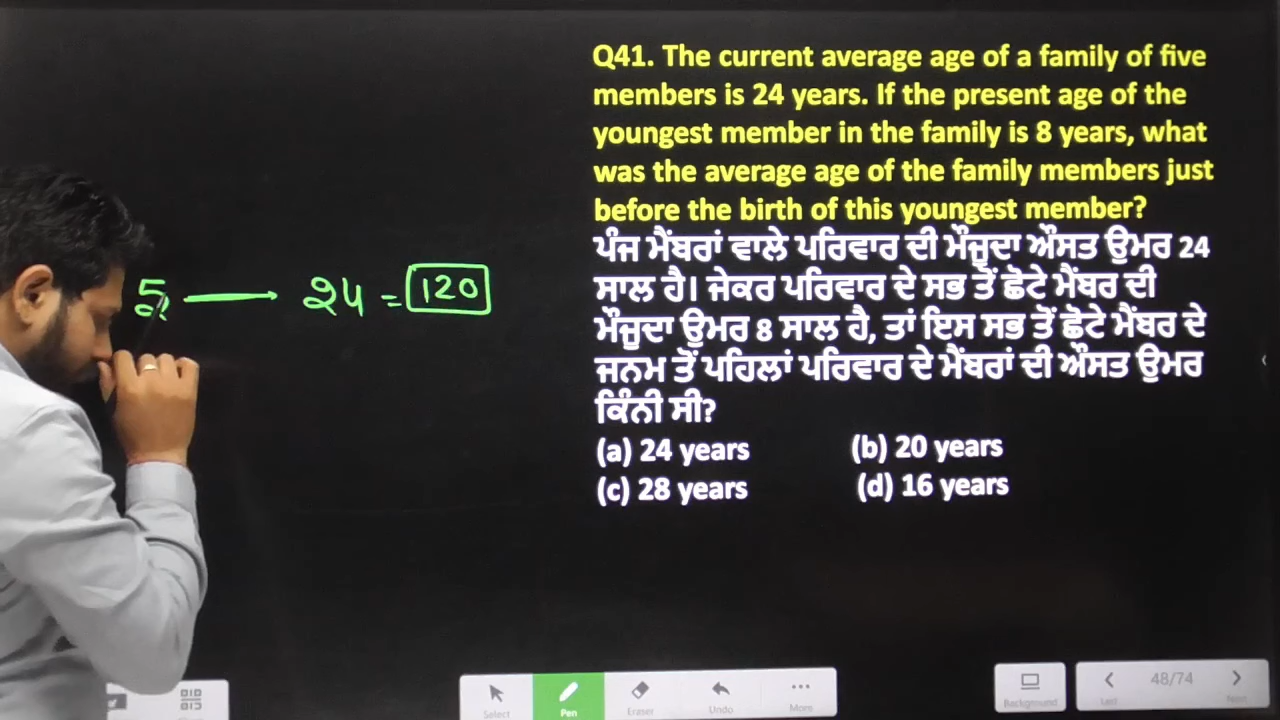 5 → 24 = 120
Q41. The current average age of a family of five
members is 24 years. If the present age of the
youngest member in the family is 8 years, what
was the average age of the family members just
before the birth of this youngest member?
ਪੰਜ ਮੈਂਬਰਾਂ ਵਾਲੇ ਪਰਿਵਾਰ ਦੀ ਮੌਜੂਦਾ ਔਸਤ ਉਮਰ 24
ਸਾਲ ਹੈ। ਜੇਕਰ ਪਰਿਵਾਰ ਦੇ ਸਭ ਤੋਂ ਛੋਟੇ ਮੈਂਬਰ ਦੀ
ਮੌਜੂਦਾ ਉਮਰ 8 ਸਾਲ ਹੈ, ਤਾਂ ਇਸ ਸਭ ਤੋਂ ਛੋਟੇ ਮੈਂਬਰ ਦੇ
ਜਨਮ ਤੋਂ ਪਹਿਲਾਂ ਪਰਿਵਾਰ ਦੇ ਮੈਂਬਰਾਂ ਦੀ ਔਸਤ ਉਮਰ
ਕਿੰਨੀ ਸੀ?
(a) 24 years (b) 20 years
(c) 28 years (d) 16 years
Select Pen Eraser Undo More Background Last 48/74 Next